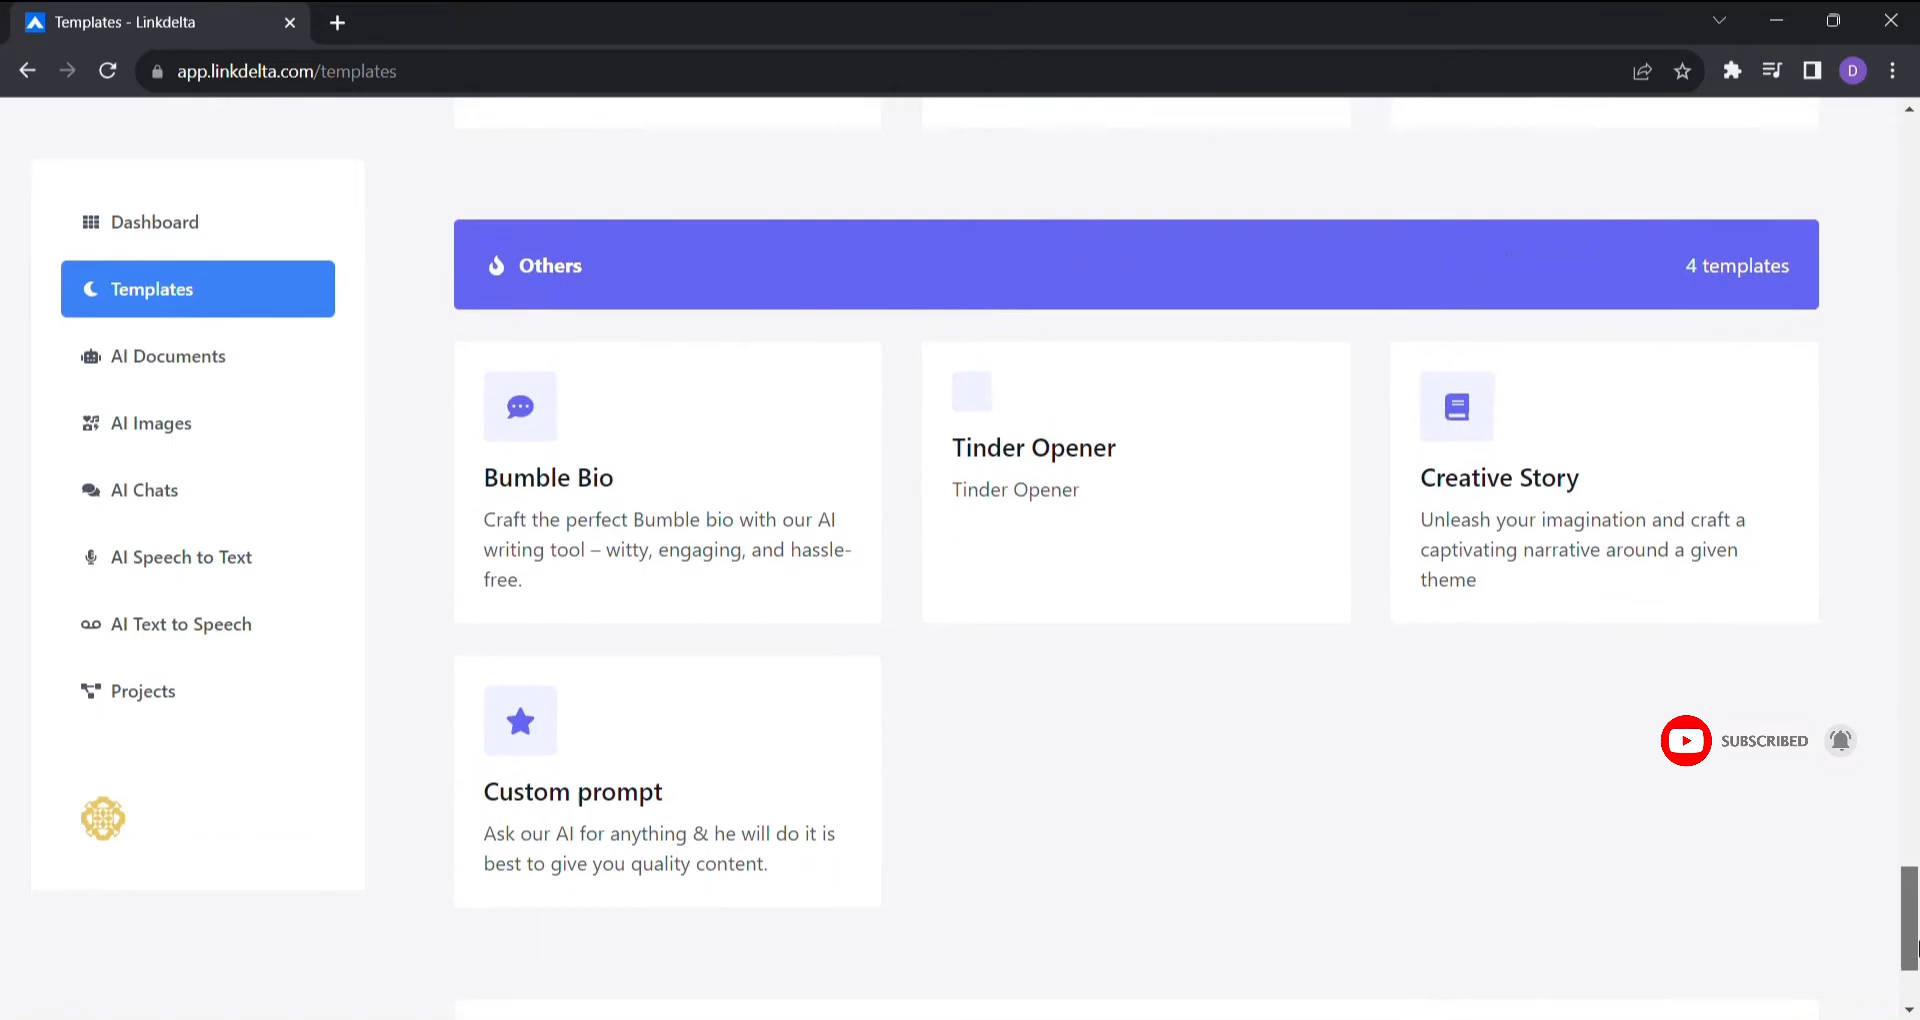 Templates - Linkdelta
app.linkdelta.com/templates
D
Dashboard
Templates
AI Documents
AI Images
AI Chats
AI Speech to Text
AI Text to Speech
Projects
Others
4 templates
Bumble Bio
Craft the perfect Bumble bio with our AI
writing tool – witty, engaging, and hassle-
free.
Tinder Opener
Tinder Opener
Creative Story
Unleash your imagination and craft a
captivating narrative around a given
theme
Custom prompt
Ask our AI for anything & he will do it is
best to give you quality content.
SUBSCRIBED